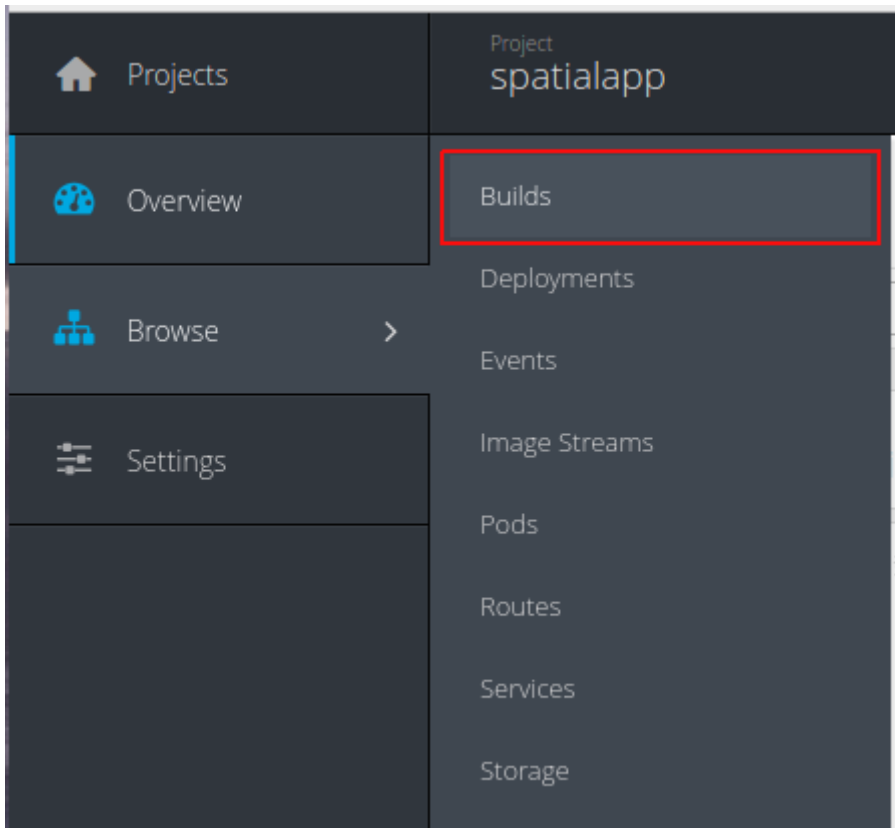 Projects
Project
spatialapp
Overview
Browse
Settings
Builds
Deployments
Events
Image Streams
Pods
Routes
Services
Storage